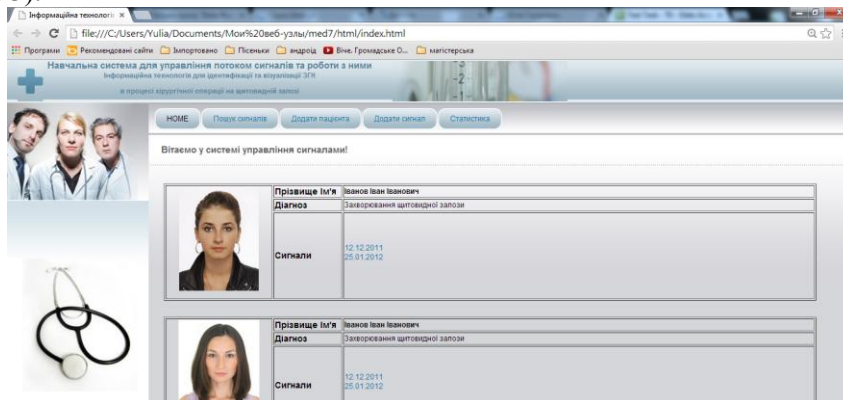 Інформаційна технологі
file:///C:/Users/Yulia/Documents/Мои%20веб-узлы/med7/html/index.html
Програми Рекомендовані сайти Імпортовано Пісеньки андроїд Віче. Громадське О... магістерська
Навчальна система для управління потоком сигналів та роботи з ними
Інформаційна технологія для ідентифікації та візуалізації ЗГН
в процесі хірургічної операції на щитовидній залозі
-2
-1
HOME Пошук сигналів Додати пацієнта Додати сигнал Статистика
Вітаємо у системі управління сигналами!
Прізвище Ім'я Іванов Іван Іванович
Діагноз Захворювання щитовидної залози
12.12.2011
Сигнали
25.01.2012
Прізвище Ім'я Іванов Іван Іванович
Діагноз Захворювання щитовидної залози
12.12.2011
Сигнали
25.01.2012